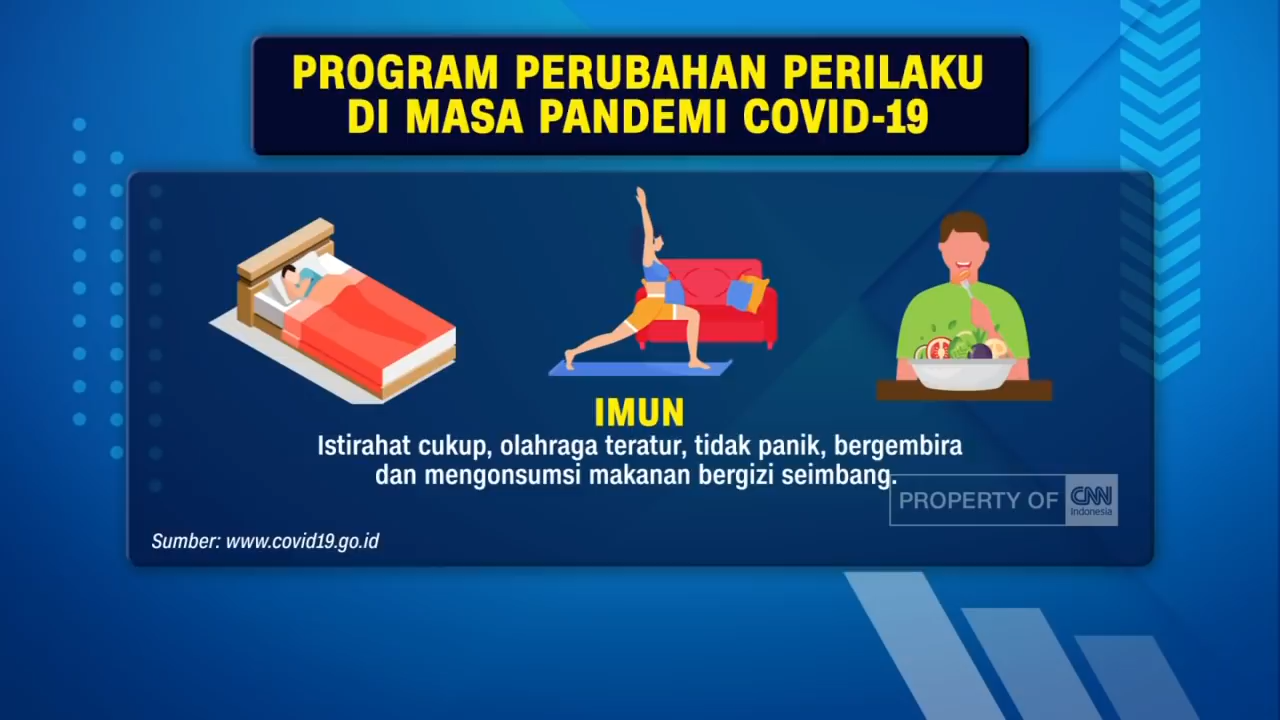 PROGRAM PERUBAHAN PERILAKU
DI MASA PANDEMI COVID-19
IMUN
Istirahat cukup, olahraga teratur, tidak panik, bergembira
dan mengonsumsi makanan bergizi seimbang.
PROPERTY OF CNN Indonesia
Sumber: www.covid19.go.id